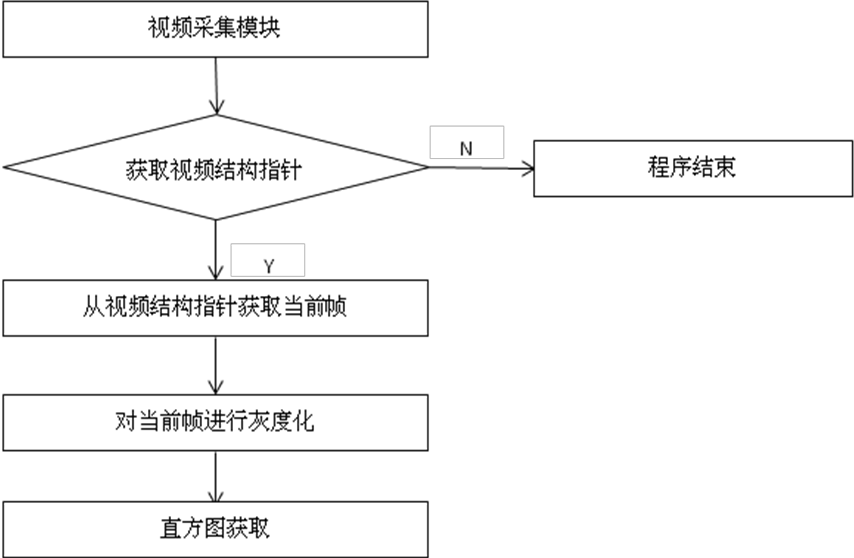 视频采集模块
获取视频结构指针
N
程序结束
Y
从视频结构指针获取当前帧
对当前帧进行灰度化
直方图获取